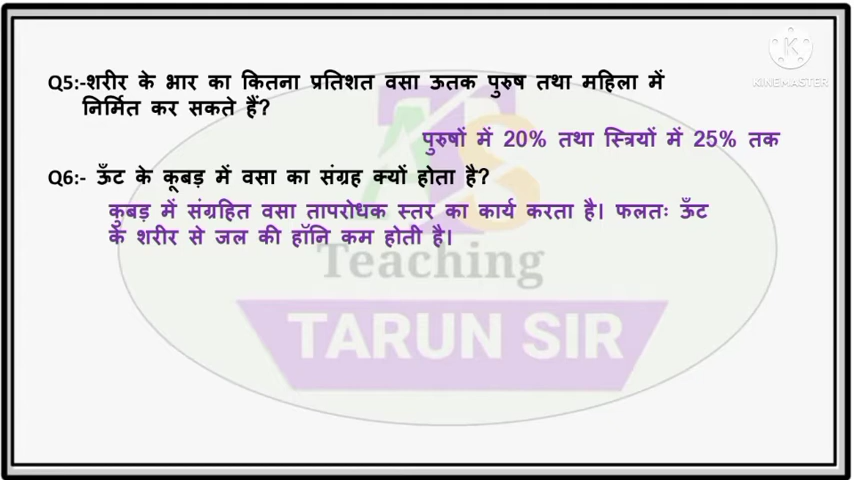 KINEMASTER
Q5:-शरीर के भार का कितना प्रतिशत वसा ऊतक पुरुष तथा महिला में
निर्मित कर सकते हैं?
पुरुषों में 20% तथा स्त्रियों में 25% तक
Q6:- ऊँट के कूबड़ में वसा का संग्रह क्यों होता है?
कुबड़ में संग्रहित वसा तापरोधक स्तर का कार्य करता है। फलतः ऊँट
के शरीर से जल की हॉनि कम होती है।
Teaching
TARUN SIR